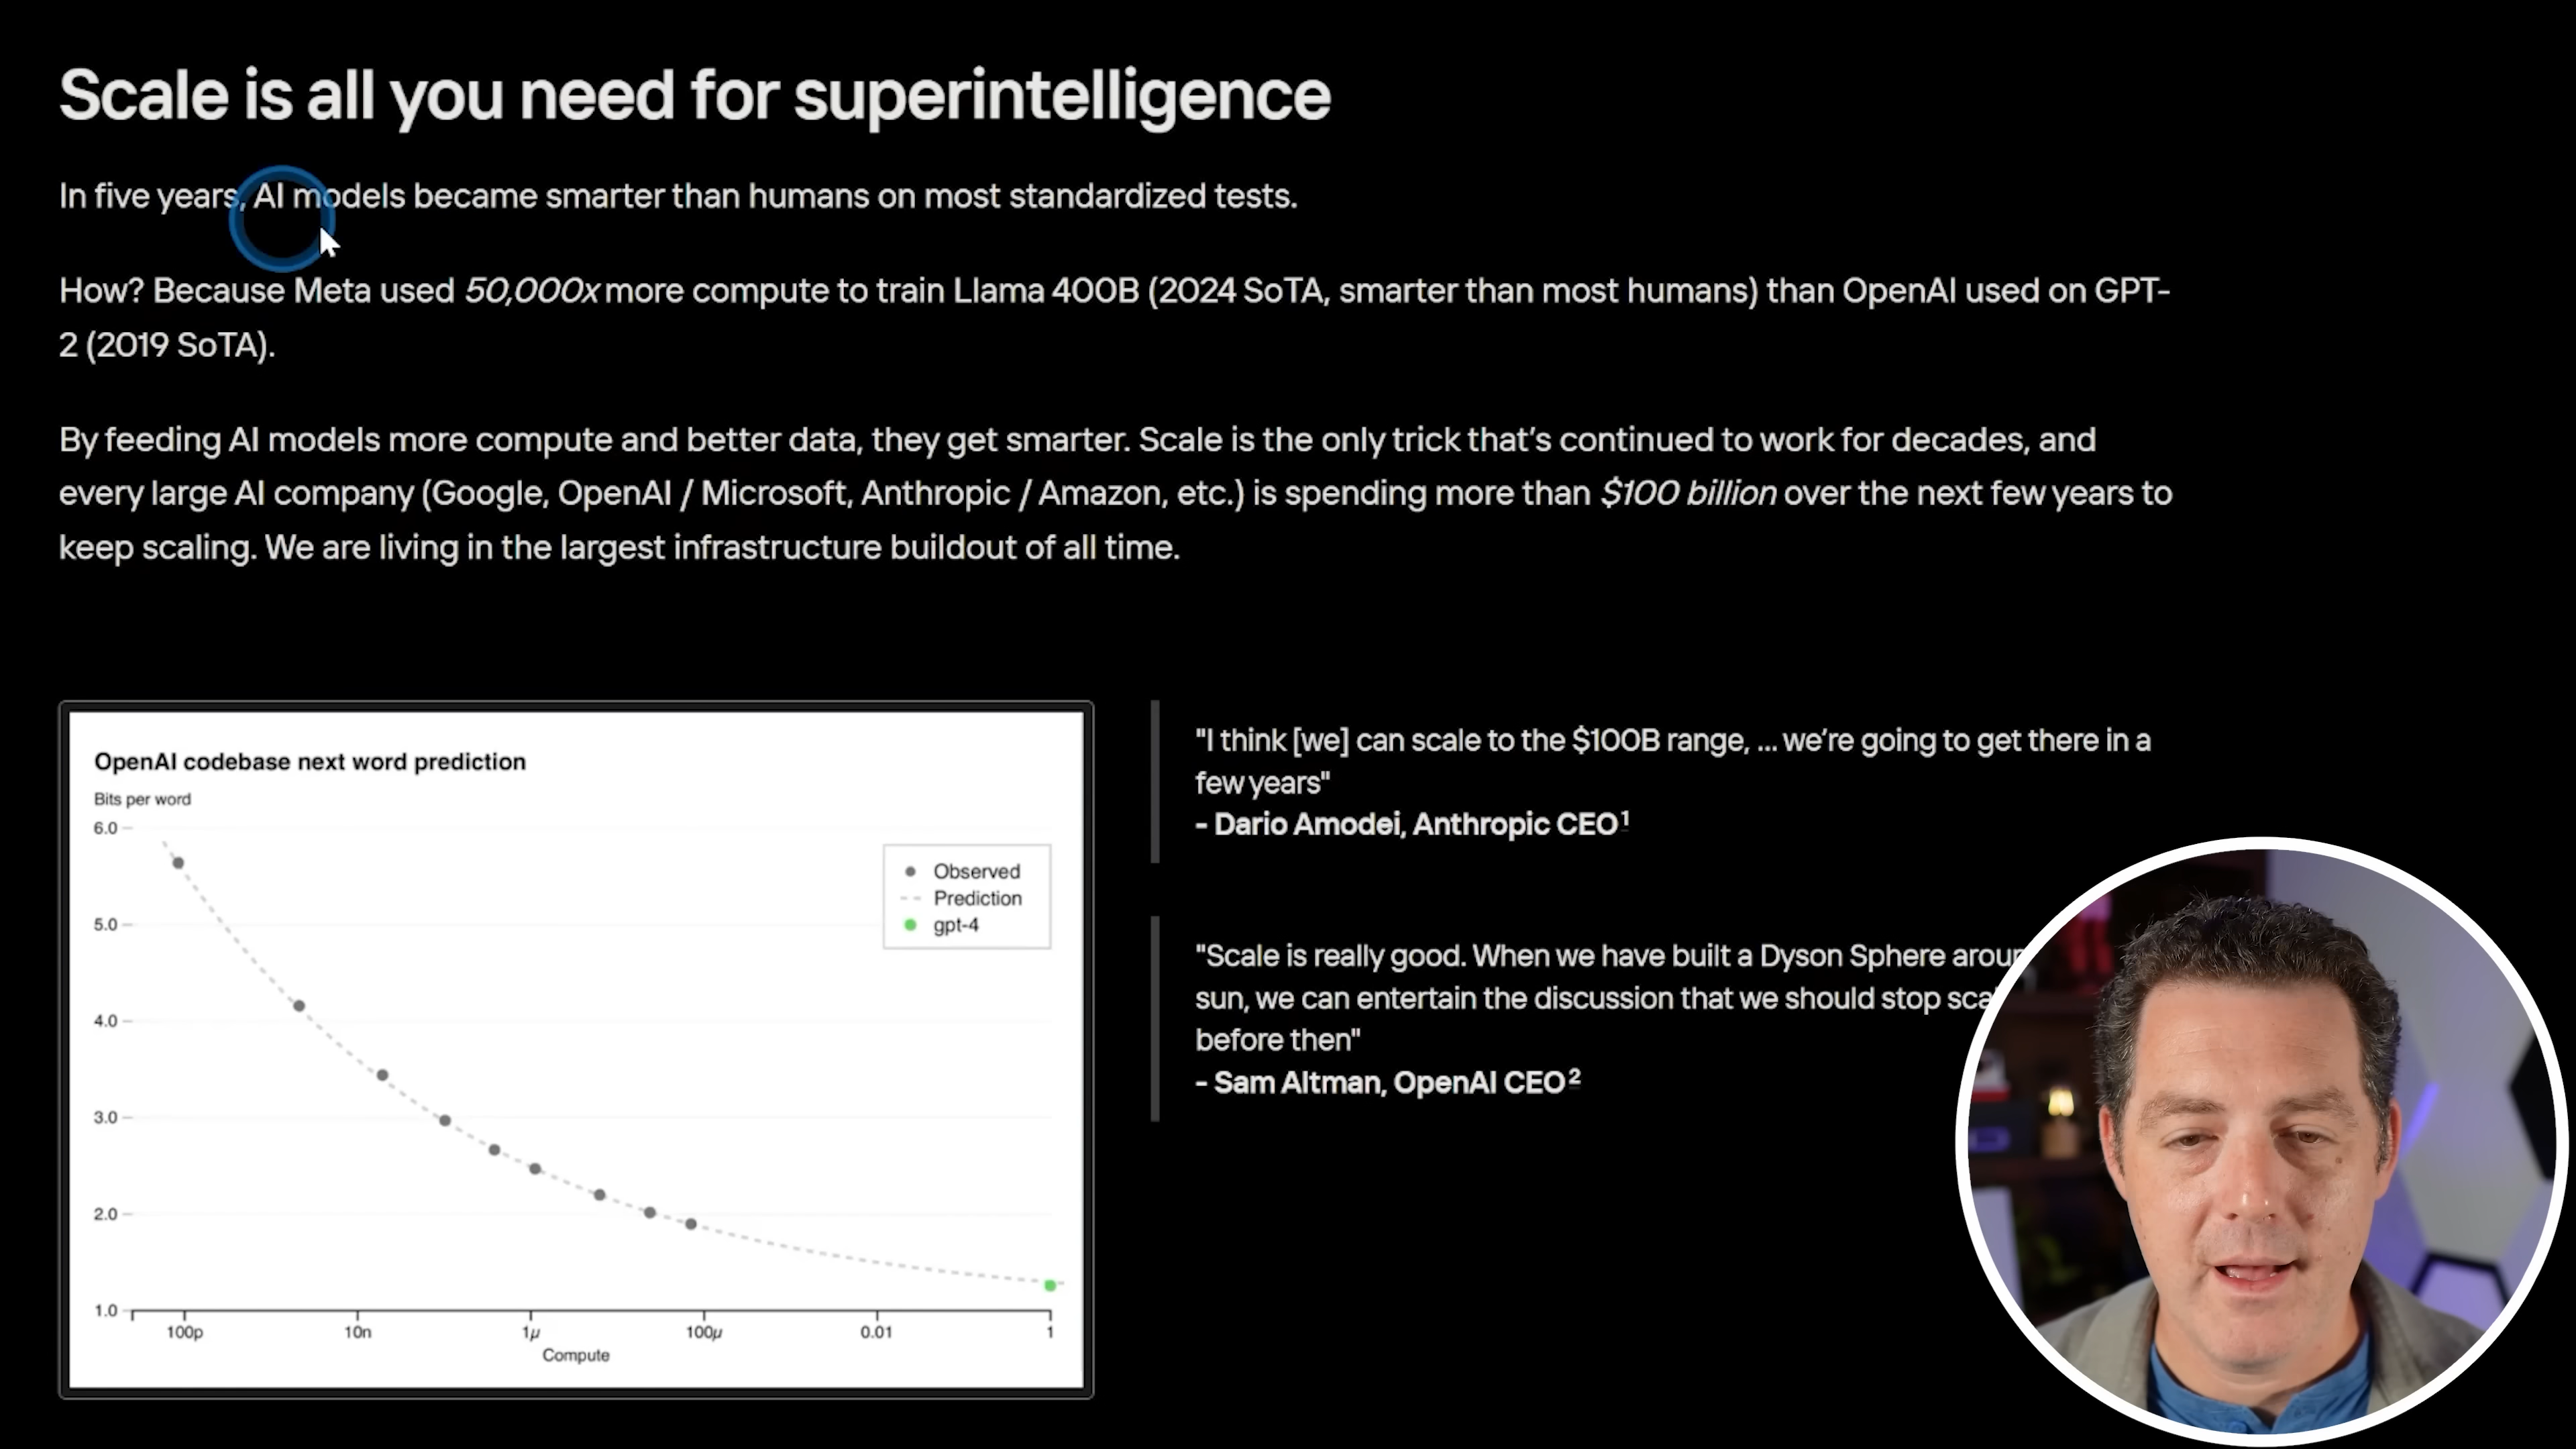 Scale is all you need for superintelligence
In five years, AI models became smarter than humans on most standardized tests.
How? Because Meta used 50,000x more compute to train Llama 400B (2024 SoTA, smarter than most humans) than OpenAI used on GPT-
2 (2019 SoTA).
By feeding AI models more compute and better data, they get smarter. Scale is the only trick that's continued to work for decades, and
every large AI company (Google, OpenAI / Microsoft, Anthropic / Amazon, etc.) is spending more than $100 billion over the next few years to
keep scaling. We are living in the largest infrastructure buildout of all time.
OpenAI codebase next word prediction
Bits per word
6.0
5.0
4.0
3.0
2.0
1.0
Observed
Prediction
gpt-4
100p 10n 1µ 100µ 0.01 1
Compute
"I think [we] can scale to the $100B range, ... we're going to get there in a
few years"
- Dario Amodei, Anthropic CEO¹
"Scale is really good. When we have built a Dyson Sphere
sun, we can entertain the discussion that we should stop
before then"
- Sam Altman, OpenAI CEO²